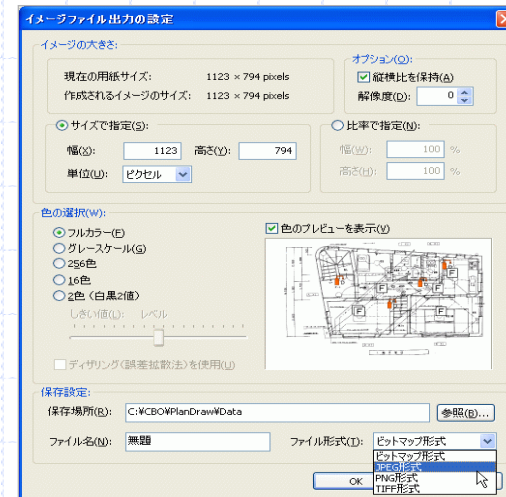 イメージファイル出力の設定
イメージの大きさ:
現在の用紙サイズ: 1123 × 794 pixels
作成されるイメージのサイズ: 1123 × 794 pixels
オプション(O):
縦横比を保持(A)
解像度(D): 0
サイズで指定(S):
幅(X): 1123 高さ(Y): 794
単位(U): ピクセル
比率で指定(N):
幅(W): 100 %
高さ(H): 100 %
色の選択(W):
フルカラー(F)
グレースケール(G)
256色
16色
2色（白黒2値）
しきい値(L): レベル
ディザリング(誤差拡散法)を使用(U)
色のプレビューを表示(V)
F
F
F
F
保存設定:
保存場所(R): C:¥CBO¥PlanDraw¥Data 参照(B)...
ファイル名(N): 無題 ファイル形式(T): ビットマップ形式
ビットマップ形式
JPEG形式
PNG形式
TIFF形式
OK